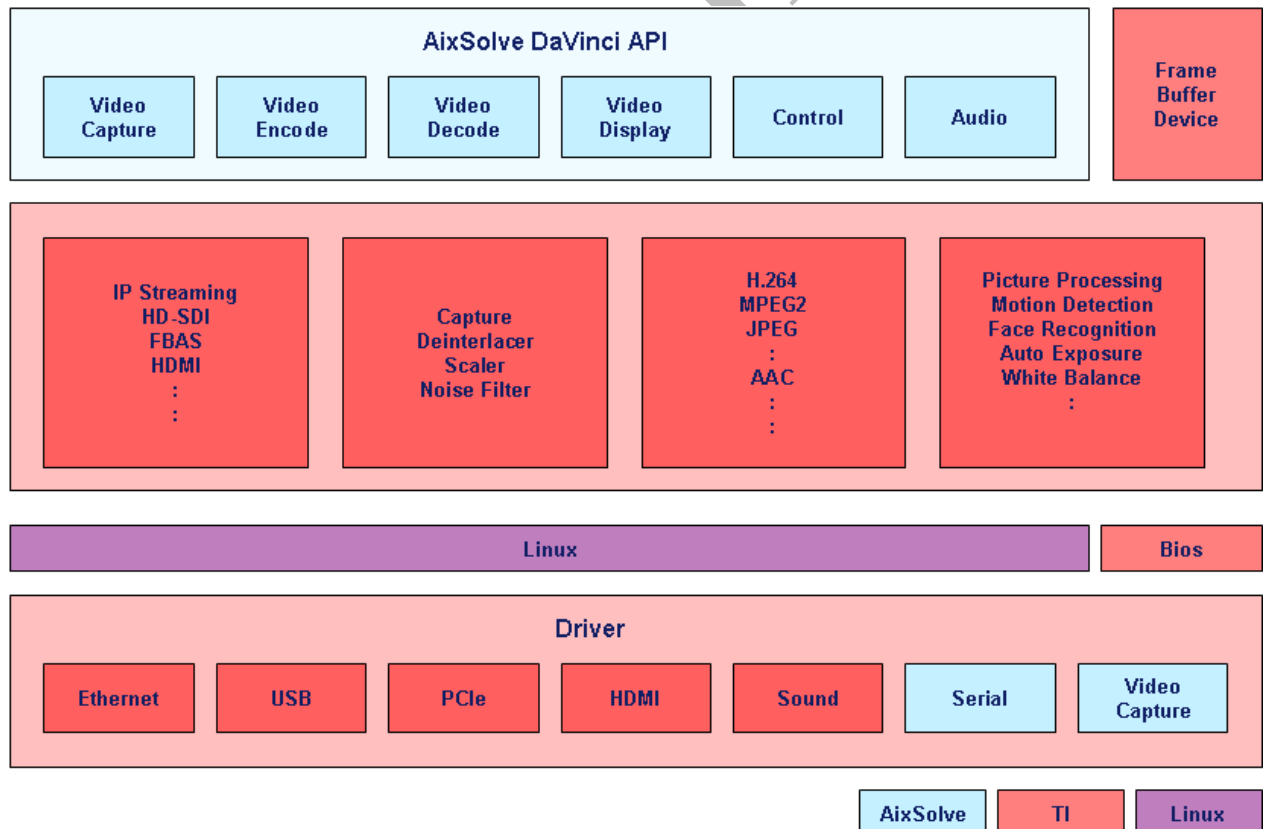 AixSolve DaVinci API
Video
Capture
Video
Encode
Video
Decode
Video
Display
Control
Audio
Frame
Buffer
Device
IP Streaming
HD-SDI
FBAS
HDMI
:
:
Capture
Deinterlacer
Scaler
Noise Filter
H.264
MPEG2
JPEG
:
AAC
:
:
Picture Processing
Motion Detection
Face Recognition
Auto Exposure
White Balance
:
Linux
Bios
Driver
Ethernet
USB
PCIe
HDMI
Sound
Serial
Video
Capture
AixSolve
TI
Linux